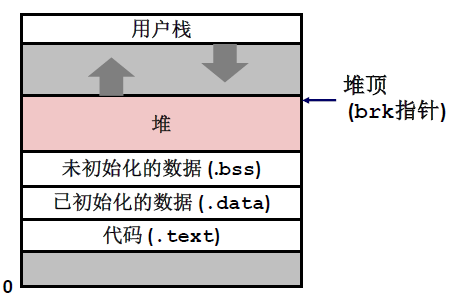 用户栈
堆顶
(brk指针)
堆
未初始化的数据 (.bss)
已初始化的数据 (.data)
代码 (.text)
0